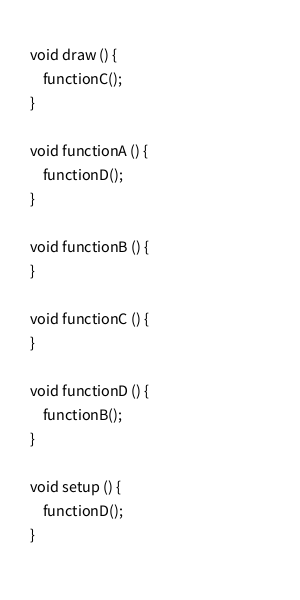 void draw () {
    functionC();
}

void functionA () {
    functionD();
}

void functionB () {
}

void functionC () {
}

void functionD () {
    functionB();
}

void setup () {
    functionD();
}